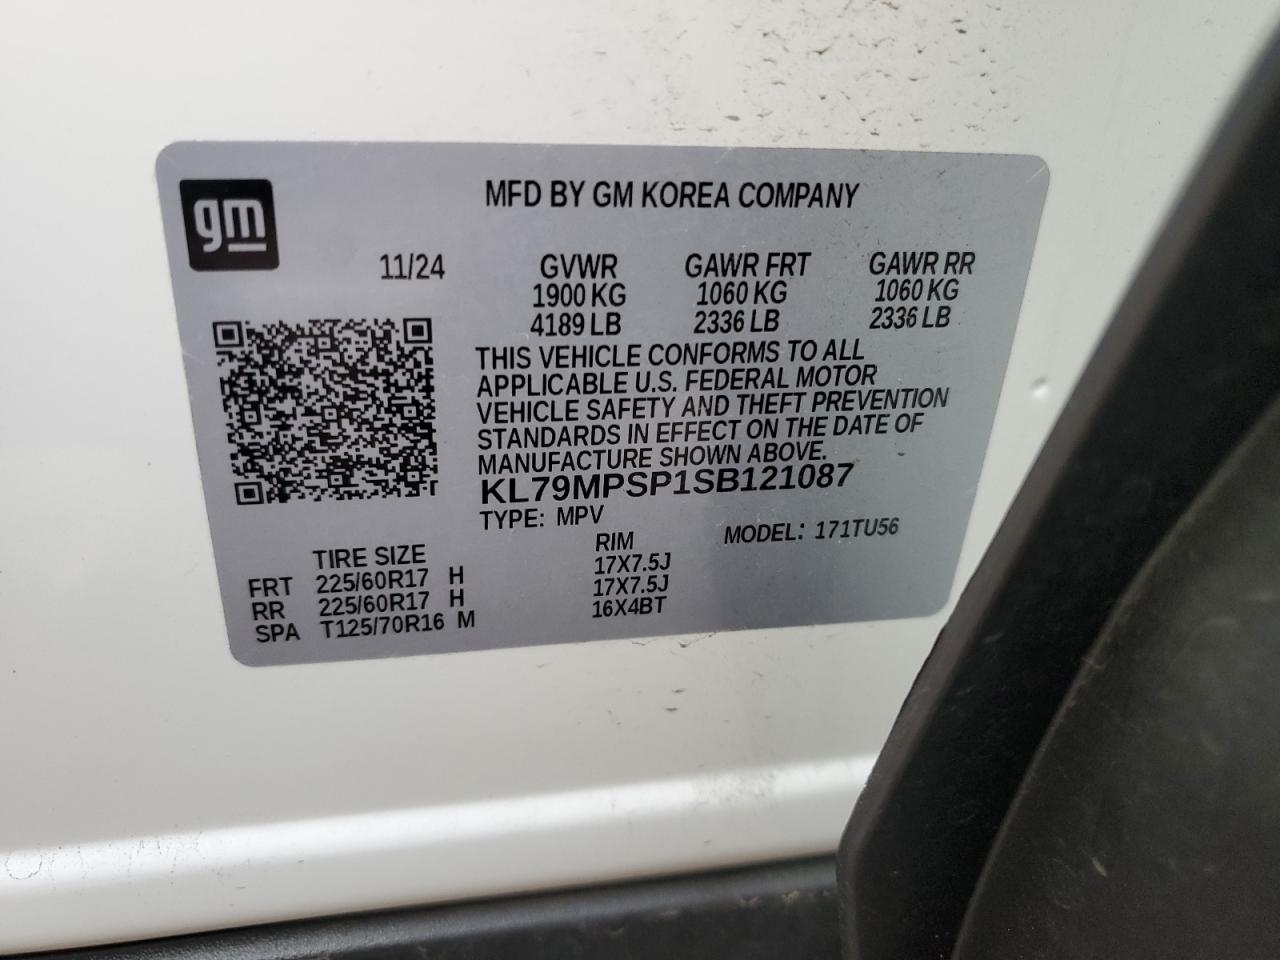 gm
MFD BY GM KOREA COMPANY
11/24 GVWR GAWR FRT GAWR RR
1900 KG 1060 KG 1060 KG
4189 LB 2336 LB 2336 LB
THIS VEHICLE CONFORMS TO ALL
APPLICABLE U.S. FEDERAL MOTOR
VEHICLE SAFETY AND THEFT PREVENTION
STANDARDS IN EFFECT ON THE DATE OF
MANUFACTURE SHOWN ABOVE.
KL79MPSP1SB121087
TYPE: MPV MODEL: 171TU56
TIRE SIZE RIM
FRT 225/60R17 H 17X7.5J
RR 225/60R17 H 17X7.5J
SPA T125/70R16 M 16X4BT